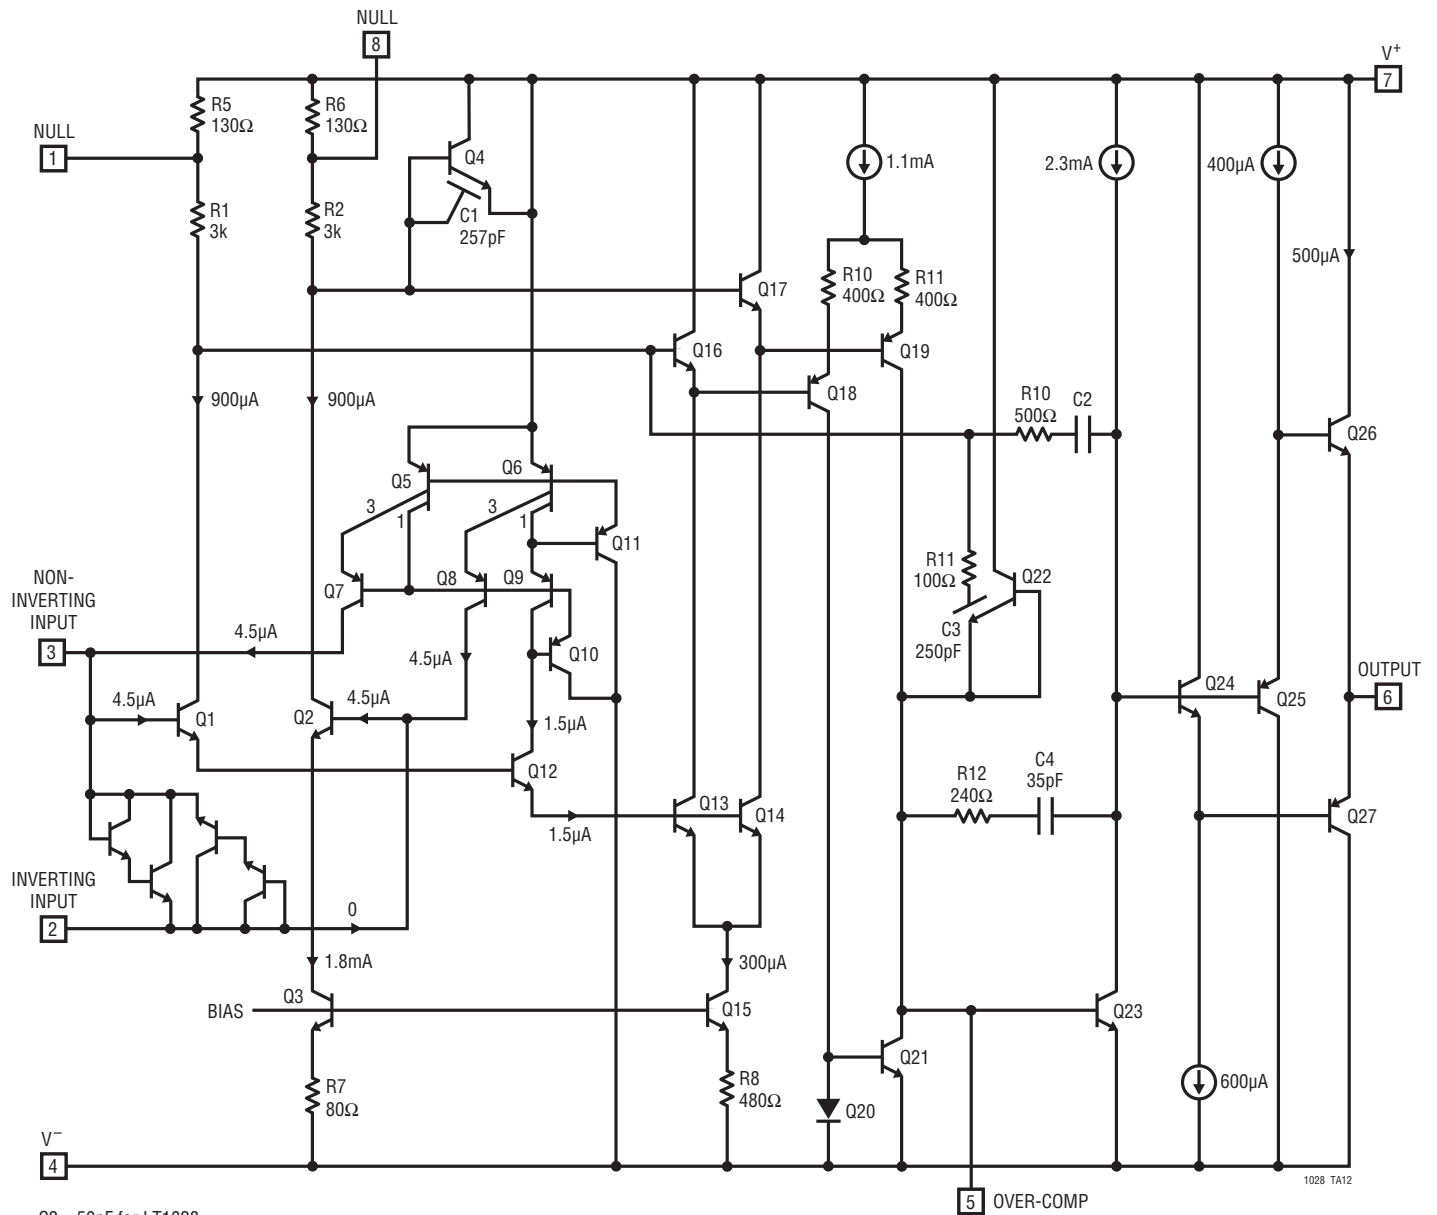 NULL
8
V+
7
R5
130Ω
R6
130Ω
NULL
1
Q4
1.1mA
2.3mA
400µA
R1
3k
R2
3k
C1
257pF
500µA
R10
400Ω
R11
400Ω
Q17
Q16
Q19
Q18
900µA
900µA
R10
500Ω
C2
Q26
Q5
Q6
3
1
3
1
Q11
R11
100Ω
Q22
NON-
INVERTING
INPUT
3
Q7
Q8
Q9
4.5µA
C3
250pF
4.5µA
Q10
OUTPUT
6
4.5µA
Q1
Q2
4.5µA
1.5µA
Q24
Q25
Q12
R12
240Ω
C4
35pF
1.5µA
Q13
Q14
Q27
INVERTING
INPUT
2
0
1.8mA
300µA
Q3
BIAS
Q15
Q23
Q21
R7
80Ω
R8
480Ω
Q20
600µA
V–
4
1028 TA12
5
OVER-COMP